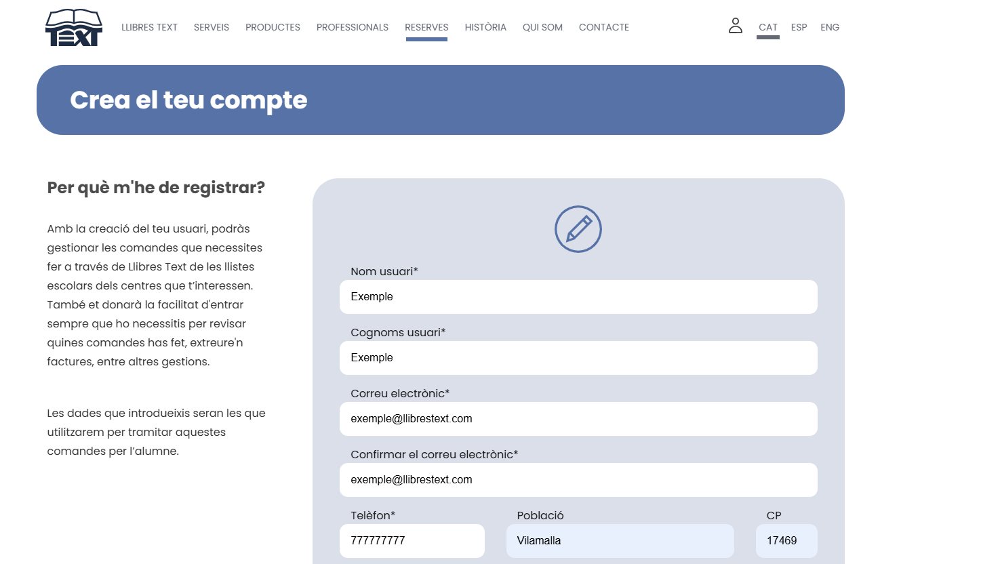 TEXT
LLIBRES TEXT
SERVEIS
PRODUCTES
PROFESSIONALS
RESERVES
HISTÒRIA
QUI SOM
CONTACTE
CAT
ESP
ENG
Crea el teu compte
Per què m'he de registrar?
Amb la creació del teu usuari, podràs
gestionar les comandes que necessites
fer a través de Llibres Text de les llistes
escolars dels centres que t’interessen.
També et donarà la facilitat d'entrar
sempre que ho necessitis per revisar
quines comandes has fet, extreure'n
factures, entre altres gestions.
Les dades que introdueixis seran les que
utilitzarem per tramitar aquestes
comandes per l’alumne.
Nom usuari*
Exemple
Cognoms usuari*
Exemple
Correu electrònic*
exemple@llibrestext.com
Confirmar el correu electrònic*
exemple@llibrestext.com
Telèfon*
777777777
Població
Vilamalla
CP
17469